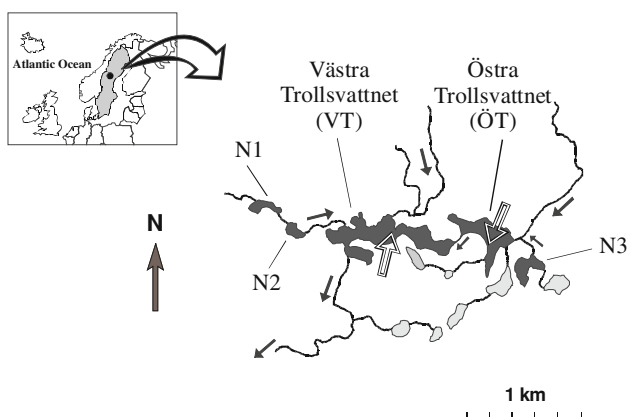 Atlantic Ocean
Västra
Trollsvattnet
(VT)
Östra
Trollsvattnet
(ÖT)
N1
N
N2
N3
1 km